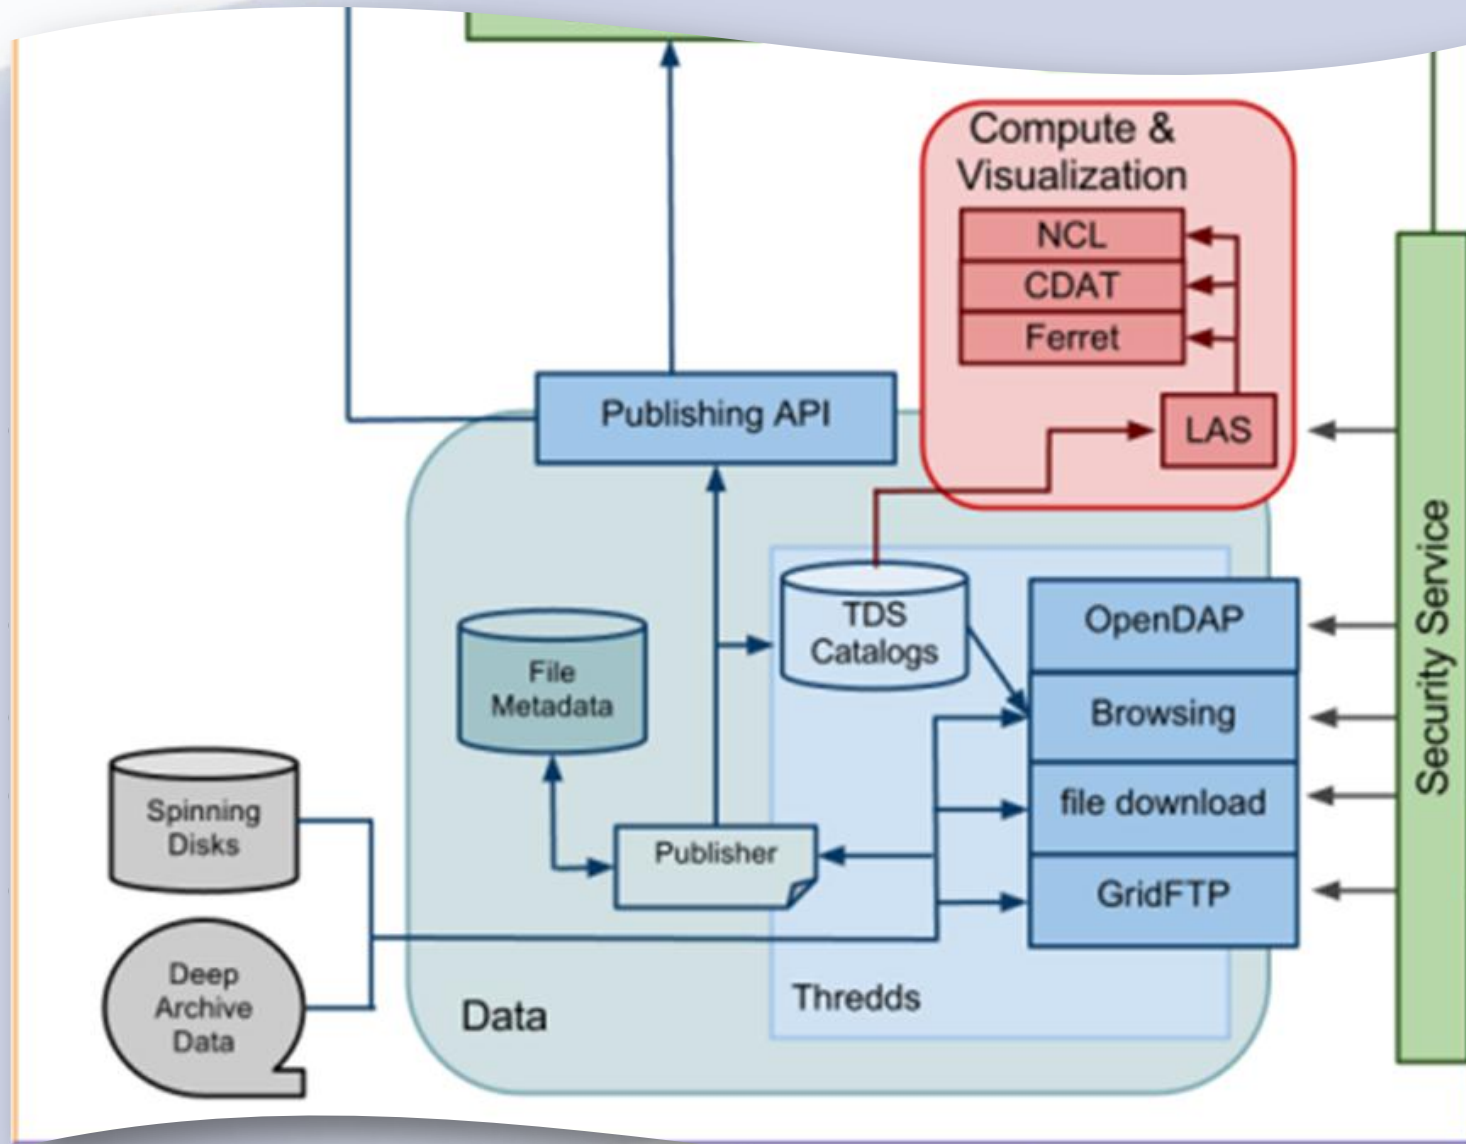 Compute &
Visualization
NCL
CDAT
Ferret
LAS
Publishing API
TDS
Catalogs
OpenDAP
Browsing
file download
GridFTP
Security Service
File
Metadata
Publisher
Spinning
Disks
Deep
Archive
Data
Data
Thredds